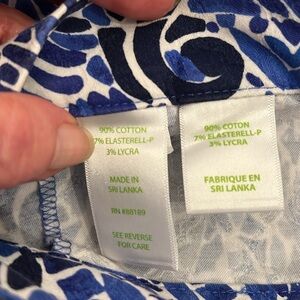 90% COTTON
7% ELASTERELL-P
3% LYCRA
MADE IN
SRI LANKA
RN #88189
SEE REVERSE
FOR CARE
90% COTTON
7% ELASTERELL-P
3% LYCRA
FABRIQUE EN
SRI LANKA